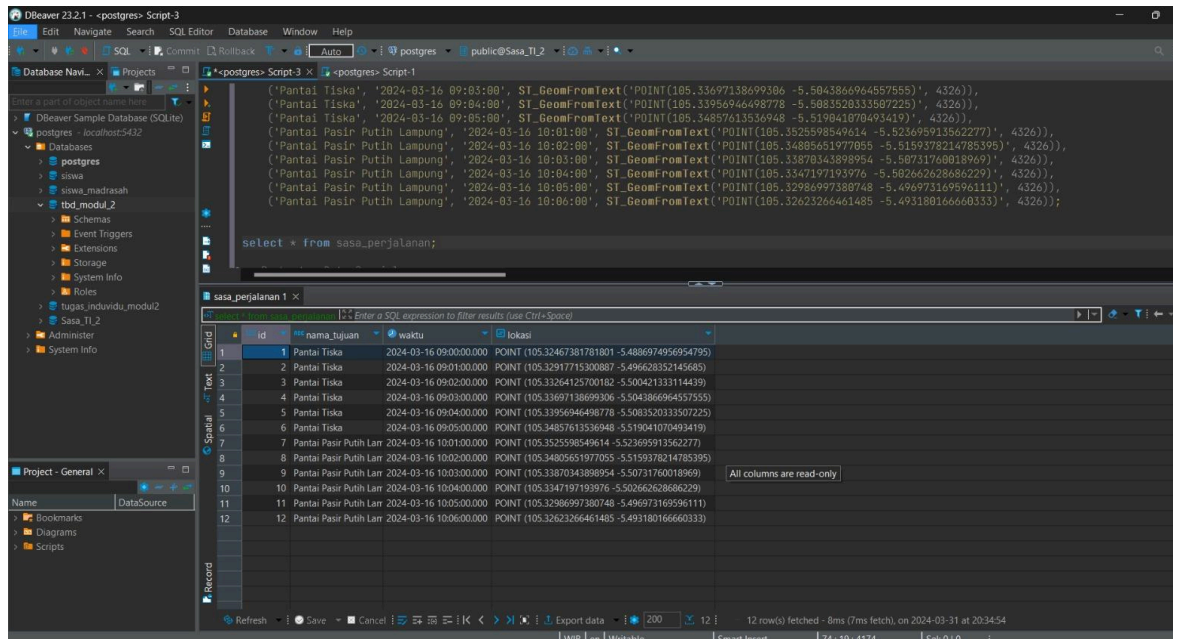 DBeaver 23.2.1 - <postgres> Script-3
File Edit Navigate Search SQL Editor Database Window Help
SQL Commit Rollback Auto postgres public@Sasa_TI_2
Database Navi... Projects *<postgres> Script-3 <postgres> Script-1
Enter a part of object name here
DBeaver Sample Database (SQLite)
postgres - localhost:5432
Databases
postgres
siswa
siswa_madrasah
tbd_modul_2
Schemas
Event Triggers
Extensions
Storage
System Info
Roles
tugas_induvidu_modul2
Sasa_TI_2
Administer
System Info
('Pantai Tiska', '2024-03-16 09:03:00', ST_GeomFromText('POINT(105.33697138699306 -5.5043866964557555)', 4326)),
('Pantai Tiska', '2024-03-16 09:04:00', ST_GeomFromText('POINT(105.33956946498778 -5.5083520333507225)', 4326)),
('Pantai Tiska', '2024-03-16 09:05:00', ST_GeomFromText('POINT(105.34857613536948 -5.519041070493419)', 4326)),
('Pantai Pasir Putih Lampung', '2024-03-16 10:01:00', ST_GeomFromText('POINT(105.3525598549614 -5.523695913562277)', 4326)),
('Pantai Pasir Putih Lampung', '2024-03-16 10:02:00', ST_GeomFromText('POINT(105.34805651977055 -5.5159378214785395)', 4326)),
('Pantai Pasir Putih Lampung', '2024-03-16 10:03:00', ST_GeomFromText('POINT(105.33870343898954 -5.50731760018969)', 4326)),
('Pantai Pasir Putih Lampung', '2024-03-16 10:04:00', ST_GeomFromText('POINT(105.3347197193976 -5.502662628686229)', 4326)),
('Pantai Pasir Putih Lampung', '2024-03-16 10:05:00', ST_GeomFromText('POINT(105.32986997380748 -5.496973169596111)', 4326)),
('Pantai Pasir Putih Lampung', '2024-03-16 10:06:00', ST_GeomFromText('POINT(105.32623266461485 -5.493180166660333)', 4326));
select * from sasa_perjalanan;
sasa_perjalanan 1
select * from sasa_perjalanan Enter a SQL expression to filter results (use Ctrl+Space)
Grid
Text
Spatial
Record
id nama_tujuan waktu lokasi
1 1 Pantai Tiska 2024-03-16 09:00:00.000 POINT (105.32467381781801 -5.4886974956954795)
2 2 Pantai Tiska 2024-03-16 09:01:00.000 POINT (105.32917715300887 -5.496628352145685)
3 3 Pantai Tiska 2024-03-16 09:02:00.000 POINT (105.33264125700182 -5.500421333114439)
4 4 Pantai Tiska 2024-03-16 09:03:00.000 POINT (105.33697138699306 -5.5043866964557555)
5 5 Pantai Tiska 2024-03-16 09:04:00.000 POINT (105.33956946498778 -5.5083520333507225)
6 6 Pantai Tiska 2024-03-16 09:05:00.000 POINT (105.34857613536948 -5.519041070493419)
7 7 Pantai Pasir Putih Lam 2024-03-16 10:01:00.000 POINT (105.3525598549614 -5.523695913562277)
8 8 Pantai Pasir Putih Lam 2024-03-16 10:02:00.000 POINT (105.34805651977055 -5.5159378214785395)
9 9 Pantai Pasir Putih Lam 2024-03-16 10:03:00.000 POINT (105.33870343898954 -5.50731760018969)
10 10 Pantai Pasir Putih Lam 2024-03-16 10:04:00.000 POINT (105.3347197193976 -5.502662628686229)
11 11 Pantai Pasir Putih Lam 2024-03-16 10:05:00.000 POINT (105.32986997380748 -5.496973169596111)
12 12 Pantai Pasir Putih Lam 2024-03-16 10:06:00.000 POINT (105.32623266461485 -5.493180166660333)
All columns are read-only
Project - General
Name DataSource
Bookmarks
Diagrams
Scripts
Refresh Save Cancel Export data 200 12 12 row(s) fetched - 8ms (7ms fetch), on 2024-03-31 at 20:34:54
WIB en Writable Smart Insert 74 : 19 : 4174 Sel: 0 | 0